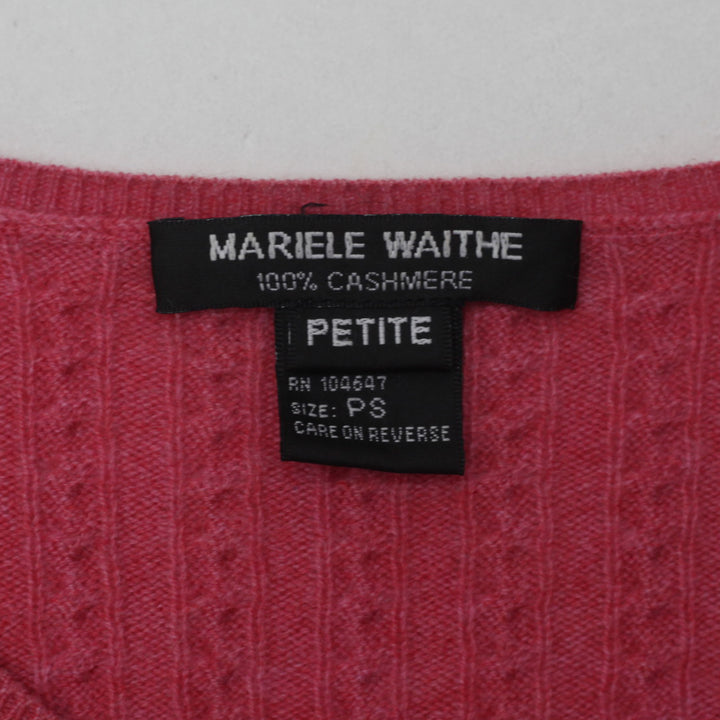 MARIELE WAITHE
100% CASHMERE
PETITE
RN 104647
SIZE: PS
CARE ON REVERSE